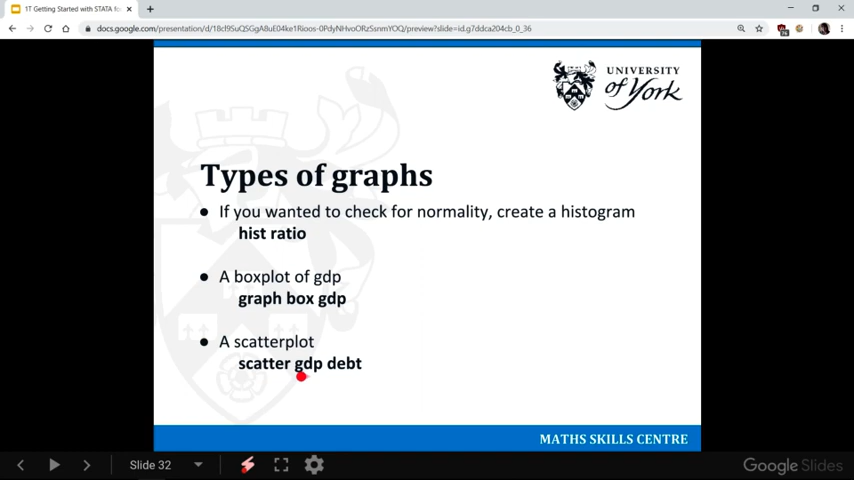 1T Getting Started with STATA fo
docs.google.com/presentation/d/18cl9SuQSGgA8uE04ke1Rioos-0PdyNHvoORzSsnmYOQ/preview?slide=id.g7ddca204cb_0_36
UNIVERSITY
of York
Types of graphs
● If you wanted to check for normality, create a histogram
hist ratio
● A boxplot of gdp
graph box gdp
● A scatterplot
scatter gdp debt
MATHS SKILLS CENTRE
Slide 32
Google Slides